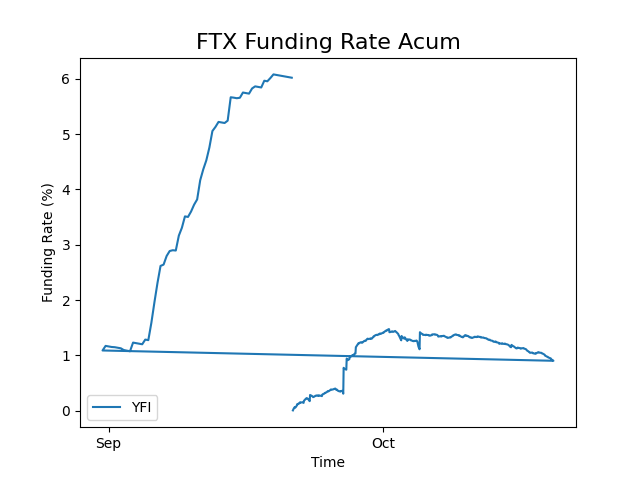 FTX Funding Rate Acum
Funding Rate (%)
6
5
4
3
2
1
0
YFI
Sep
Oct
Time